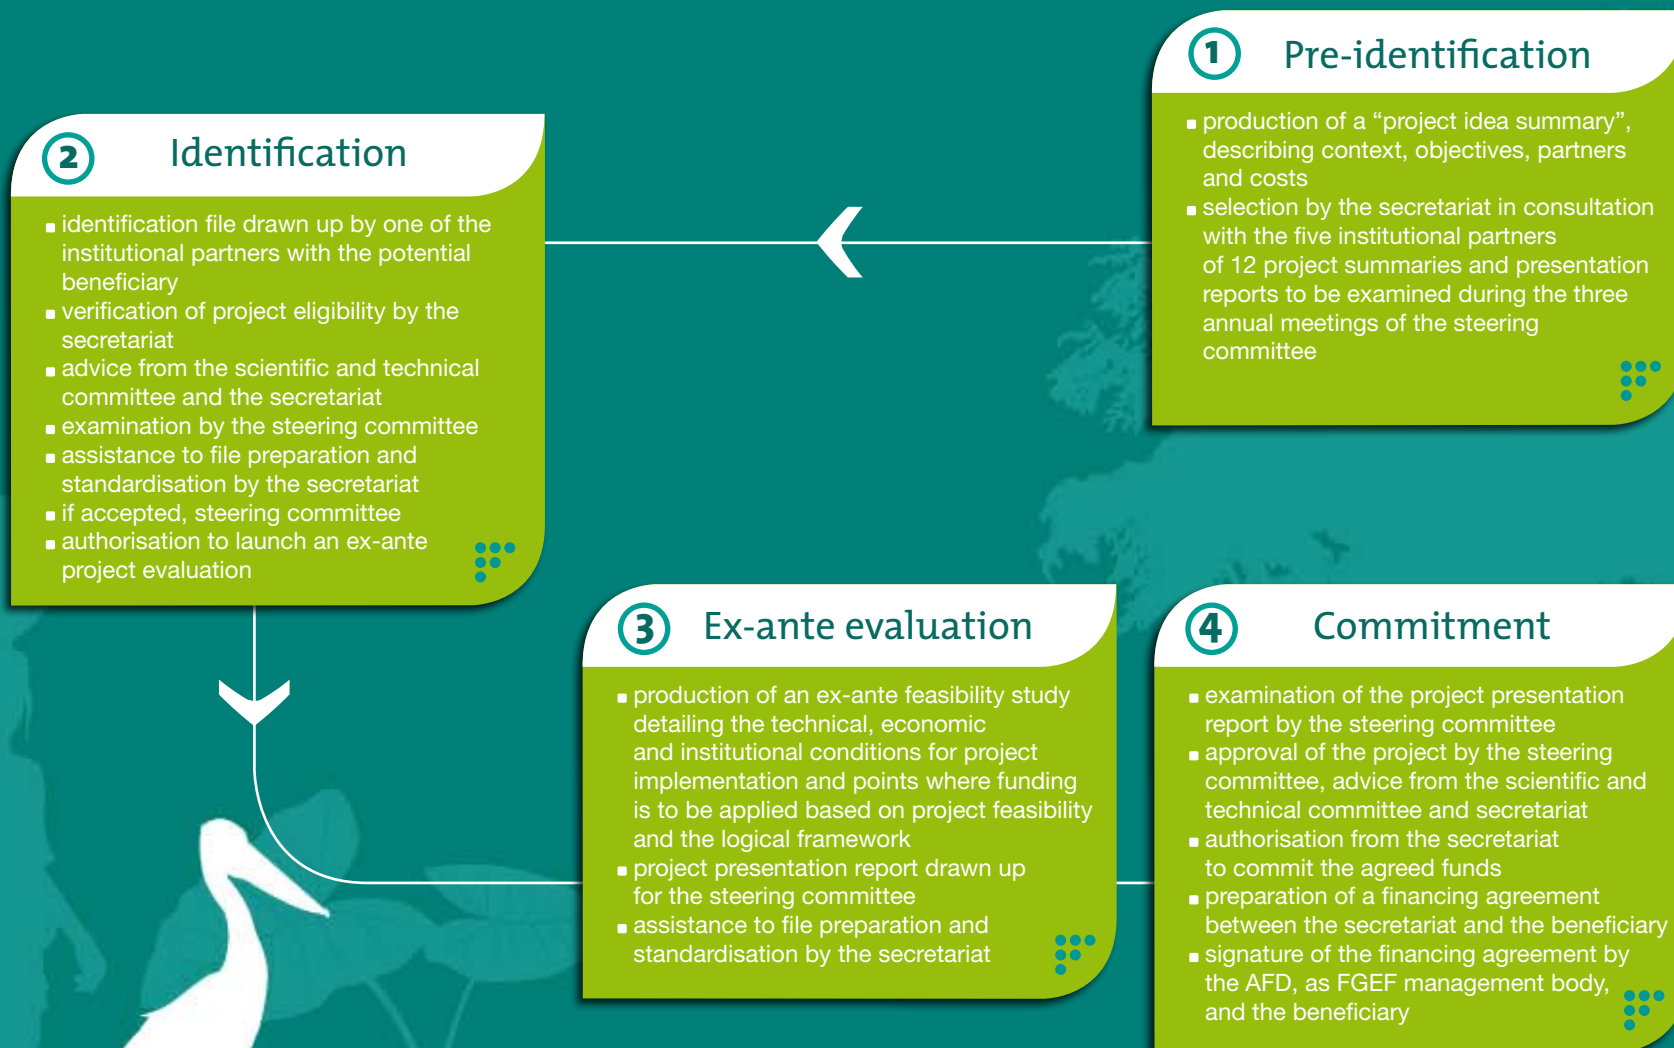 1 Pre-identification
production of a “project idea summary”,
describing context, objectives, partners
and costs
selection by the secretariat in consultation
with the five institutional partners
of 12 project summaries and presentation
reports to be examined during the three
annual meetings of the steering
committee
2 Identification
identification file drawn up by one of the
institutional partners with the potential
beneficiary
verification of project eligibility by the
secretariat
advice from the scientific and technical
committee and the secretariat
examination by the steering committee
assistance to file preparation and
standardisation by the secretariat
if accepted, steering committee
authorisation to launch an ex-ante
project evaluation
3 Ex-ante evaluation
production of an ex-ante feasibility study
detailing the technical, economic
and institutional conditions for project
implementation and points where funding
is to be applied based on project feasibility
and the logical framework
project presentation report drawn up
for the steering committee
assistance to file preparation and
standardisation by the secretariat
4 Commitment
examination of the project presentation
report by the steering committee
approval of the project by the steering
committee, advice from the scientific and
technical committee and secretariat
authorisation from the secretariat
to commit the agreed funds
preparation of a financing agreement
between the secretariat and the beneficiary
signature of the financing agreement by
the AFD, as FGEF management body,
and the beneficiary